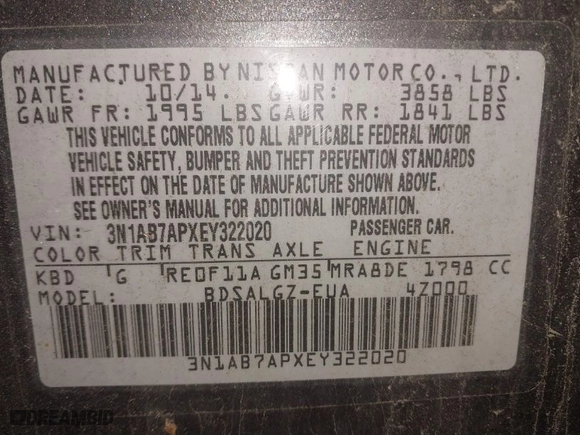 MANUFACTURED BY NISSAN MOTOR CO., LTD.
DATE: 10/14. GVWR: 3858 LBS
GAWR FR: 1995 LBS GAWR RR: 1841 LBS
THIS VEHICLE CONFORMS TO ALL APPLICABLE FEDERAL MOTOR
VEHICLE SAFETY, BUMPER AND THEFT PREVENTION STANDARDS
IN EFFECT ON THE DATE OF MANUFACTURE SHOWN ABOVE.
SEE OWNER'S MANUAL FOR ADDITIONAL INFORMATION.
VIN: 3N1AB7APXEY322020 PASSENGER CAR.
COLOR TRIM TRANS AXLE ENGINE
KBD G RE0F11A GM35 MRA8DE 1798 CC
MODEL: BDSALGZ-EUA 4Z000
3N1AB7APXEY322020
DREAMBID